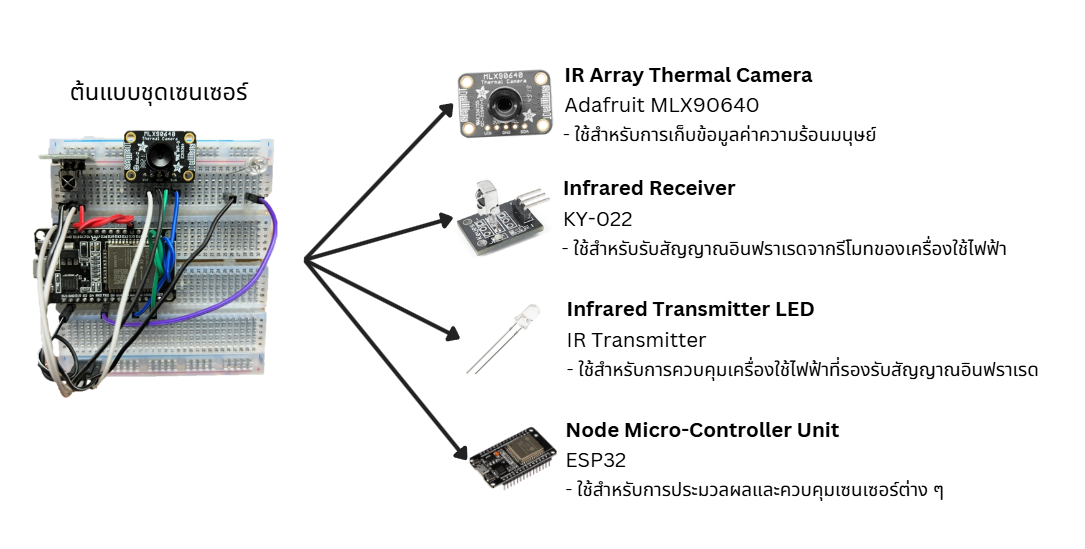 ต้นแบบชุดเซนเซอร์
MLX90640
Thermal Camera
MLX90640
Thermal Camera
IR Array Thermal Camera
Adafruit MLX90640
- ใช้สำหรับการเก็บข้อมูลค่าความร้อนมนุษย์
Infrared Receiver
KY-022
- ใช้สำหรับรับสัญญาณอินฟราเรดจากรีโมทของเครื่องใช้ไฟฟ้า
Infrared Transmitter LED
IR Transmitter
- ใช้สำหรับการควบคุมเครื่องใช้ไฟฟ้าที่รองรับสัญญาณอินฟราเรด
Node Micro-Controller Unit
ESP32
- ใช้สำหรับการประมวลผลและควบคุมเซนเซอร์ต่าง ๆ